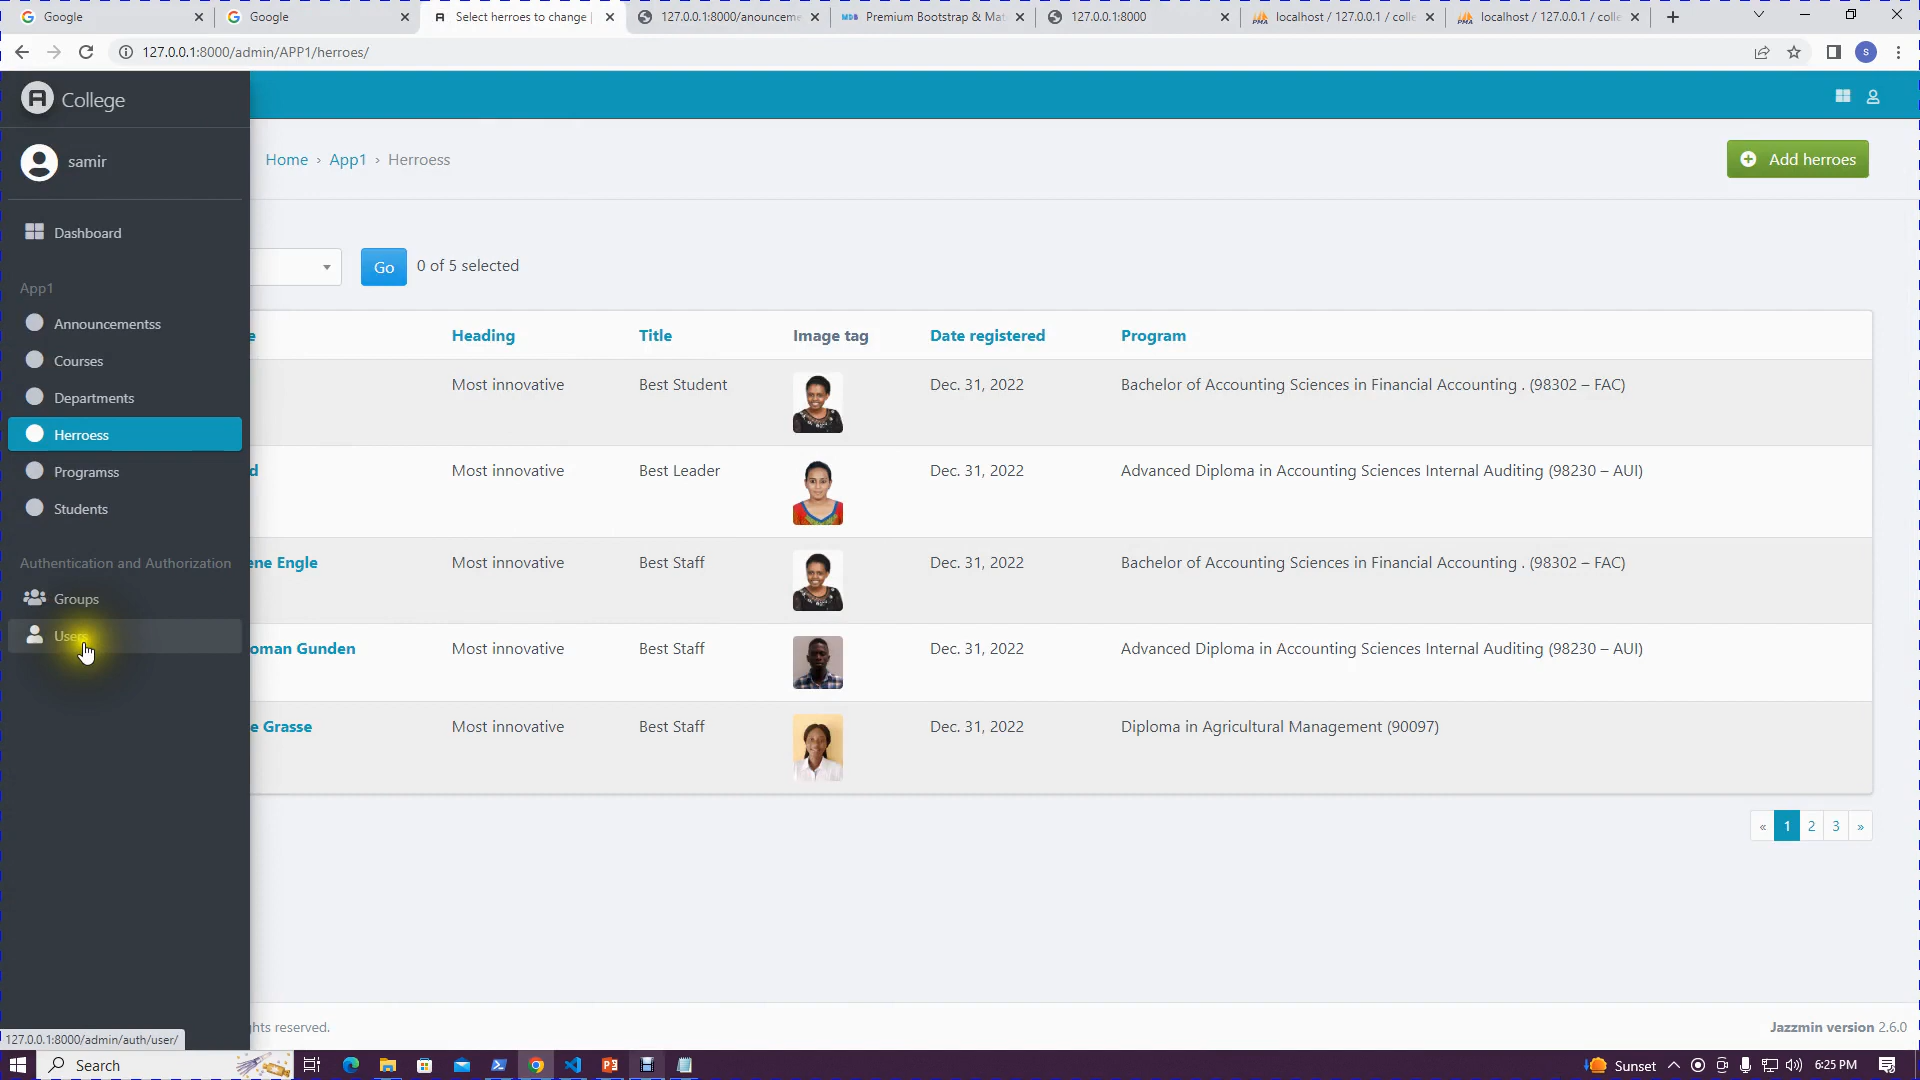 Google
Google
Select herroes to change
127.0.0.1:8000/anounceme
Premium Bootstrap & Mat
127.0.0.1:8000
localhost / 127.0.0.1 / colle
localhost / 127.0.0.1 / colle
127.0.0.1:8000/admin/APP1/herroes/
S
College
samir
Home › App1 › Herroess
Add herroes
Dashboard
Go
0 of 5 selected
App1
Announcementss
Courses
Departments
Herroess
Programss
Students
Authentication and Authorization
Groups
Users
e Heading Title Image tag Date registered Program
Most innovative Best Student Dec. 31, 2022 Bachelor of Accounting Sciences in Financial Accounting . (98302 – FAC)
d Most innovative Best Leader Dec. 31, 2022 Advanced Diploma in Accounting Sciences Internal Auditing (98230 – AUI)
ene Engle Most innovative Best Staff Dec. 31, 2022 Bachelor of Accounting Sciences in Financial Accounting . (98302 – FAC)
oman Gunden Most innovative Best Staff Dec. 31, 2022 Advanced Diploma in Accounting Sciences Internal Auditing (98230 – AUI)
e Grasse Most innovative Best Staff Dec. 31, 2022 Diploma in Agricultural Management (90097)
« 1 2 3 »
hts reserved.
Jazzmin version 2.6.0
127.0.0.1:8000/admin/auth/user/
Search
Sunset
6:25 PM